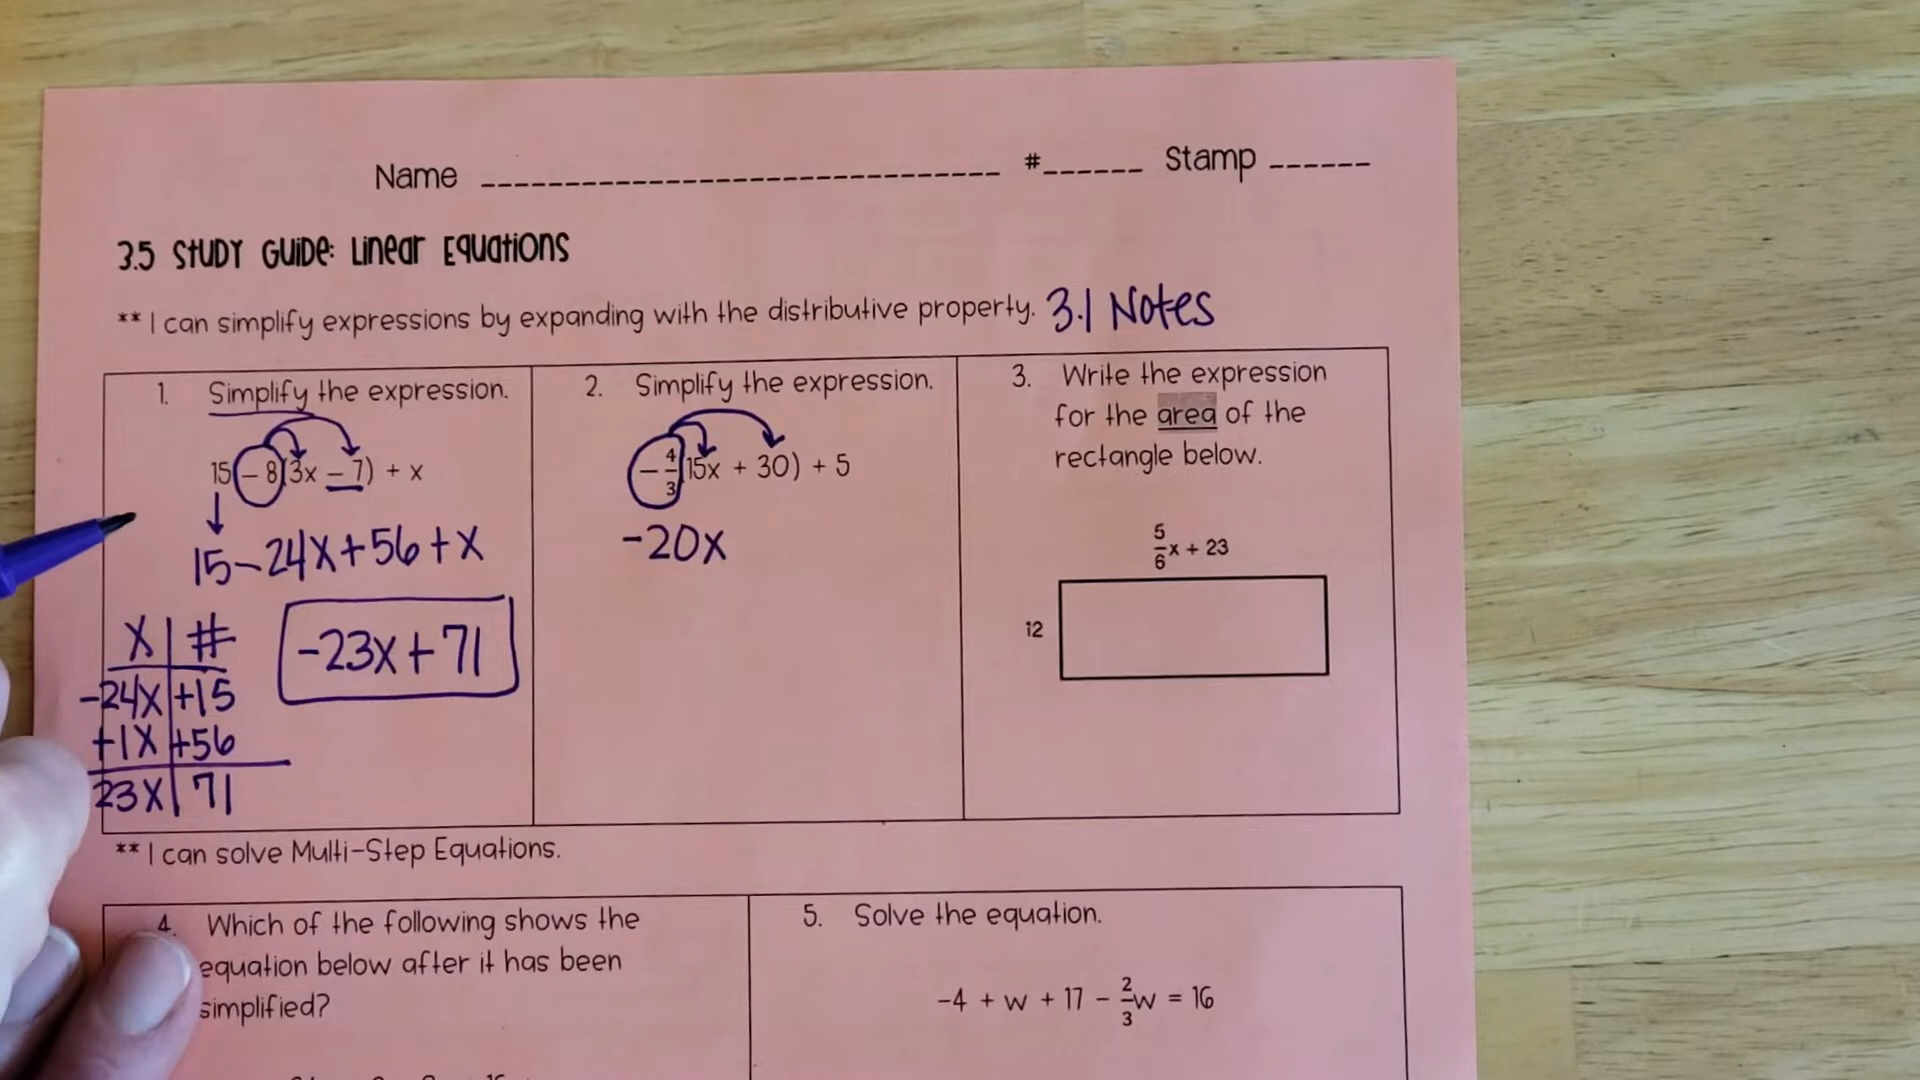 Name ______________________________ #______ Stamp ______
3.5 Study Guide: Linear Equations
** I can simplify expressions by expanding with the distributive property. 3.1 Notes
1. Simplify the expression.
15 - 8(3x - 7) + x
15 - 24x + 56 + x
x | #
-24x | +15
+1x | +56
23x | 71
-23x + 71
2. Simplify the expression.
-4/3(15x + 30) + 5
-20x
3. Write the expression
for the area of the
rectangle below.
5/6x + 23
12
** I can solve Multi-Step Equations.
4. Which of the following shows the
equation below after it has been
simplified?
5. Solve the equation.
-4 + w + 17 - 2/3w = 16